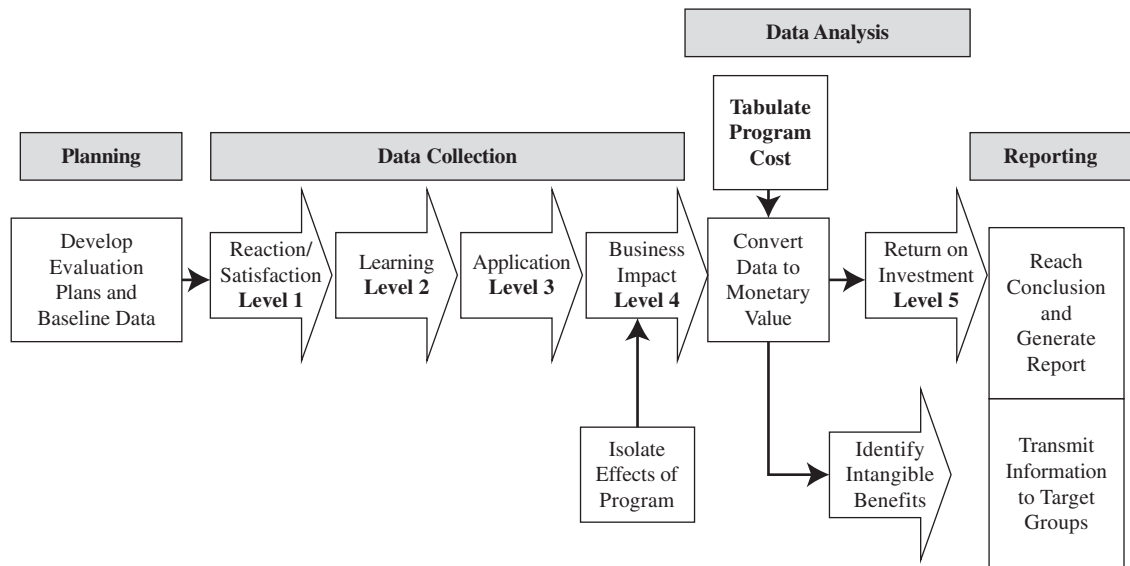 Data Analysis
Tabulate
Program
Cost
Planning
Data Collection
Reporting
Develop
Evaluation
Plans and
Baseline Data
Reaction/
Satisfaction
Level 1
Learning
Level 2
Application
Level 3
Business
Impact
Level 4
Convert
Data to
Monetary
Value
Return on
Investment
Level 5
Reach
Conclusion
and
Generate
Report
Isolate
Effects of
Program
Identify
Intangible
Benefits
Transmit
Information
to Target
Groups